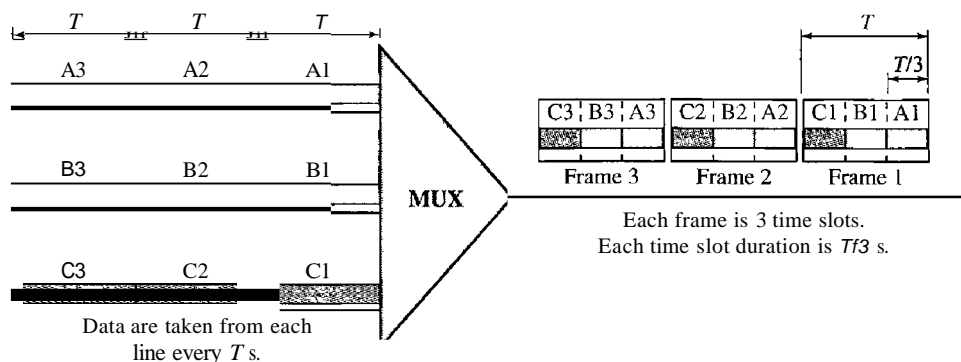 T T T
A3 A2 A1
B3 B2 B1
C3 C2 C1
Data are taken from each
line every T s.
MUX
T
T/3
C3 B3 A3 C2 B2 A2 C1 B1 A1
Frame 3 Frame 2 Frame 1
Each frame is 3 time slots.
Each time slot duration is Tf3 s.